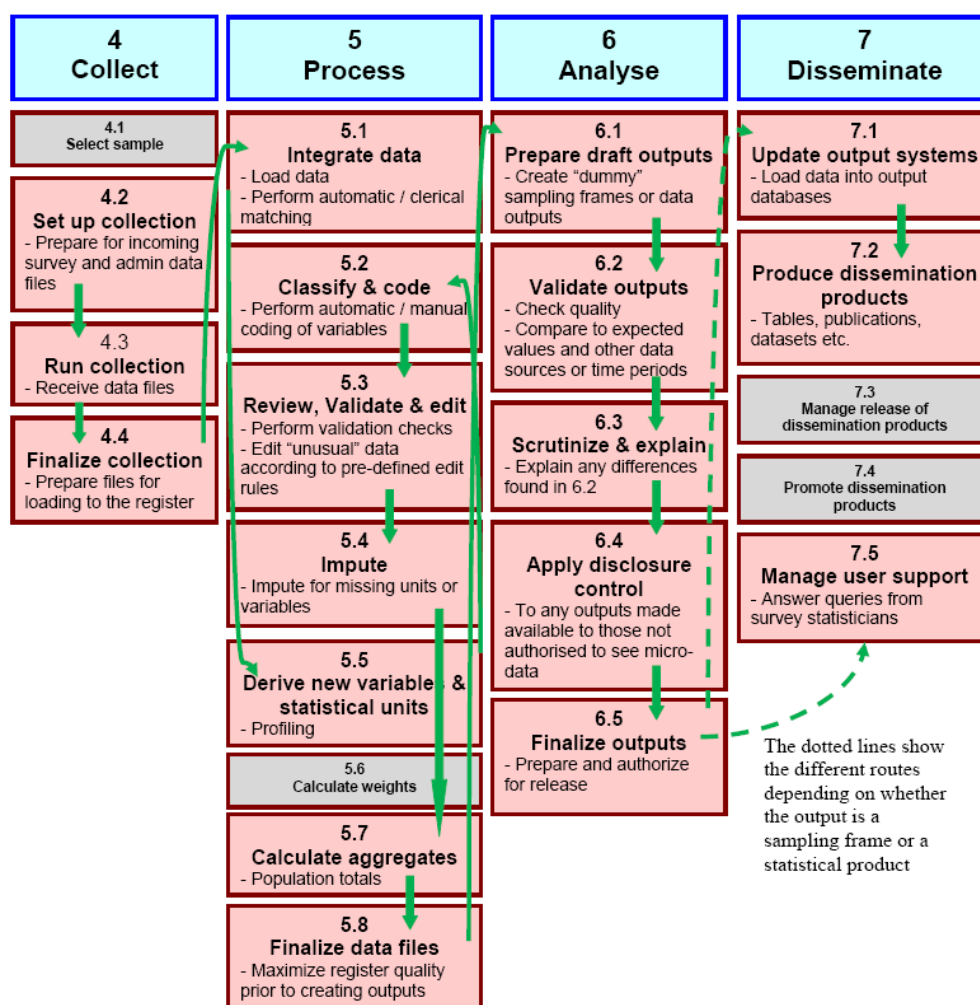 4
Collect
4.1
Select sample
4.2
Set up collection
- Prepare for incoming
survey and admin data
files
4.3
Run collection
- Receive data files
4.4
Finalize collection
- Prepare files for
loading to the register
5
Process
5.1
Integrate data
- Load data
- Perform automatic / clerical
matching
5.2
Classify & code
- Perform automatic / manual
coding of variables
5.3
Review, Validate & edit
- Perform validation checks
- Edit “unusual” data
according to pre-defined edit
rules
5.4
Impute
- Impute for missing units or
variables
5.5
Derive new variables &
statistical units
- Profiling
5.6
Calculate weights
5.7
Calculate aggregates
- Population totals
5.8
Finalize data files
- Maximize register quality
prior to creating outputs
6
Analyse
6.1
Prepare draft outputs
- Create “dummy”
sampling frames or data
outputs
6.2
Validate outputs
- Check quality
- Compare to expected
values and other data
sources or time periods
6.3
Scrutinize & explain
- Explain any differences
found in 6.2
6.4
Apply disclosure
control
- To any outputs made
available to those not
authorised to see micro-
data
6.5
Finalize outputs
- Prepare and authorize
for release
7
Disseminate
7.1
Update output systems
- Load data into output
databases
7.2
Produce dissemination
products
- Tables, publications,
datasets etc.
7.3
Manage release of
dissemination products
7.4
Promote dissemination
products
7.5
Manage user support
- Answer queries from
survey statisticians
The dotted lines show
the different routes
depending on whether
the output is a
sampling frame or a
statistical product